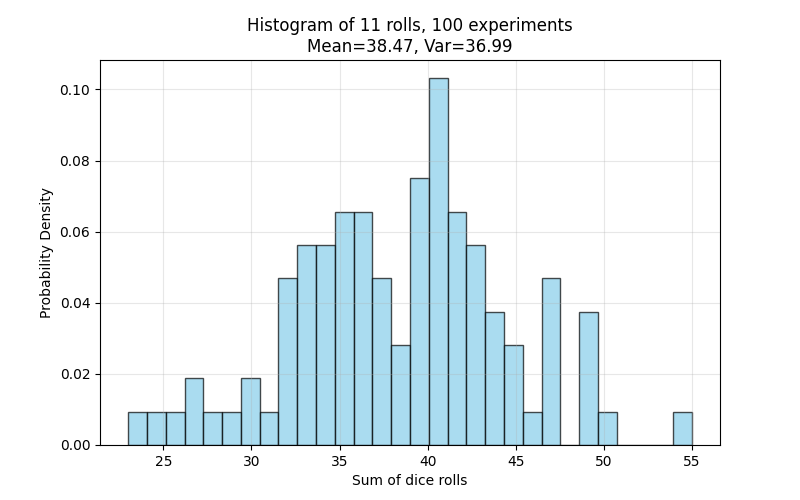 Histogram of 11 rolls, 100 experiments
Mean=38.47, Var=36.99
Probability Density
0.10
0.08
0.06
0.04
0.02
0.00
25 30 35 40 45 50 55
Sum of dice rolls